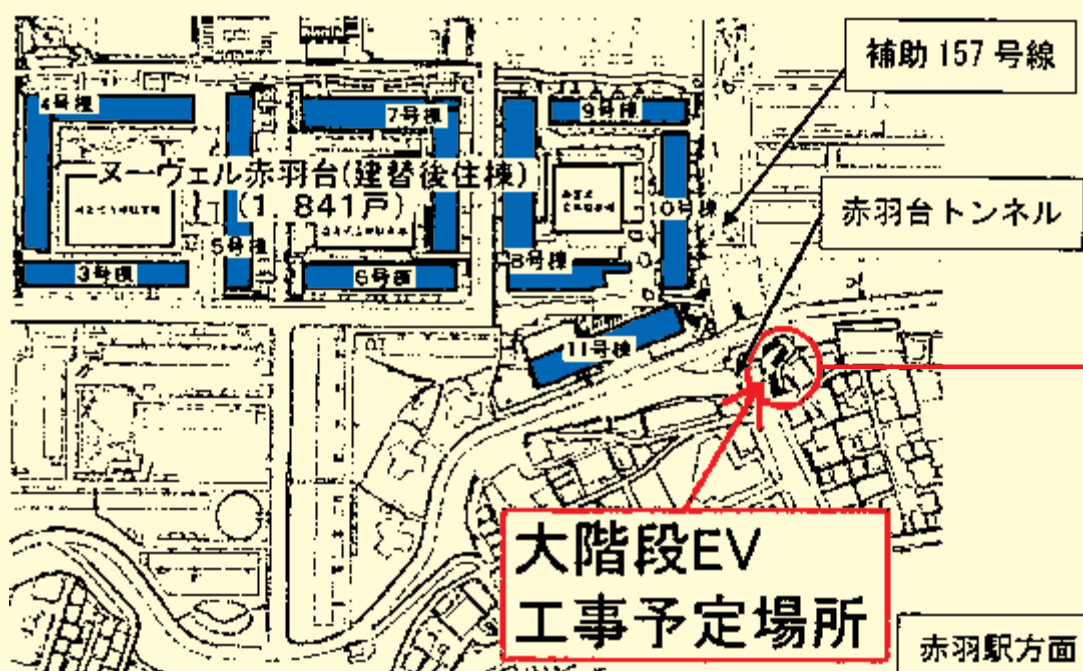 補助157号線
4号棟
7号棟
9号棟
ヌーヴェル赤羽台(建替後住棟)
(1,841戸)
10号棟
赤羽台トンネル
5号棟
8号棟
3号棟
6号棟
11号棟
大階段EV
工事予定場所
赤羽駅方面